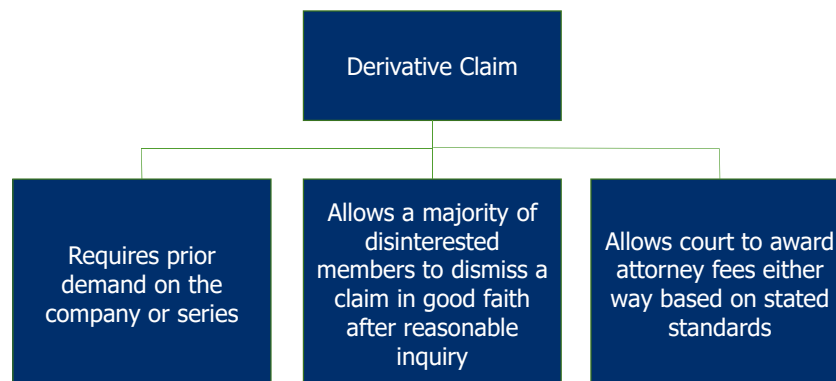 Derivative Claim
Requires prior
demand on the
company or series
Allows a majority of
disinterested
members to dismiss a
claim in good faith
after reasonable
inquiry
Allows court to award
attorney fees either
way based on stated
standards